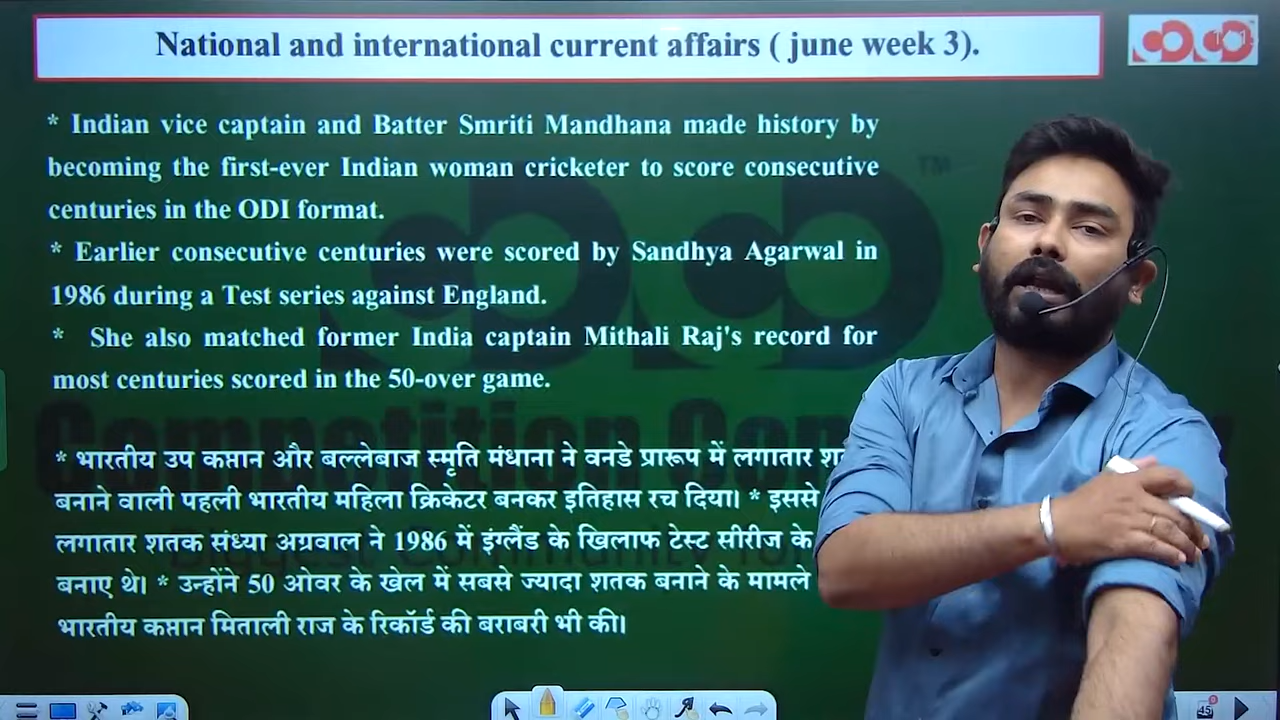 National and international current affairs ( june week 3).
* Indian vice captain and Batter Smriti Mandhana made history by
becoming the first-ever Indian woman cricketer to score consecutive
centuries in the ODI format.
* Earlier consecutive centuries were scored by Sandhya Agarwal in
1986 during a Test series against England.
* She also matched former India captain Mithali Raj's record for
most centuries scored in the 50-over game.
* भारतीय उप कप्तान और बल्लेबाज स्मृति मंधाना ने वनडे प्रारूप में लगातार
बनाने वाली पहली भारतीय महिला क्रिकेटर बनकर इतिहास रच दिया। * इससे
लगातार शतक संध्या अग्रवाल ने 1986 में इंग्लैंड के खिलाफ टेस्ट सीरीज के
बनाए थे। * उन्होंने 50 ओवर के खेल में सबसे ज्यादा शतक बनाने के मामले
भारतीय कप्तान मिताली राज के रिकॉर्ड की बराबरी भी की।
TM
Competition
45